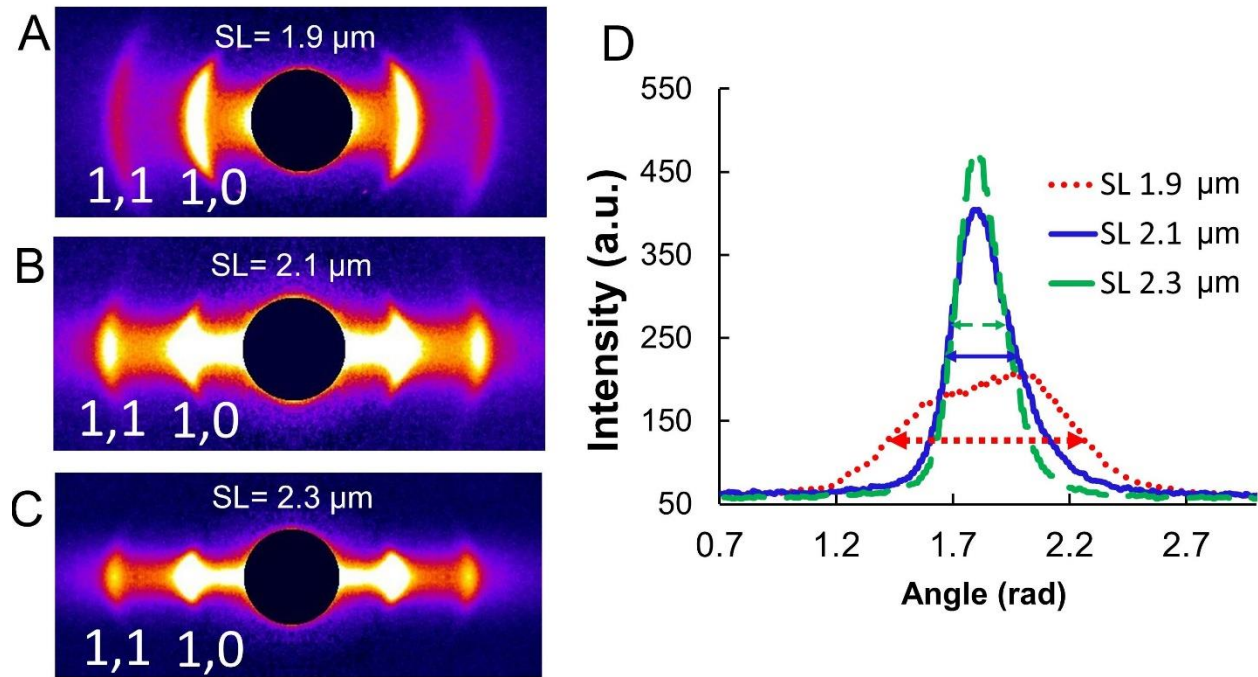 A
SL= 1.9 µm
1,1 1,0
B
SL= 2.1 µm
1,1 1,0
C
SL= 2.3 µm
1,1 1,0
D
Intensity (a.u.)
550
450
350
250
150
50
0.7 1.2 1.7 2.2 2.7
Angle (rad)
SL 1.9 µm
SL 2.1 µm
SL 2.3 µm